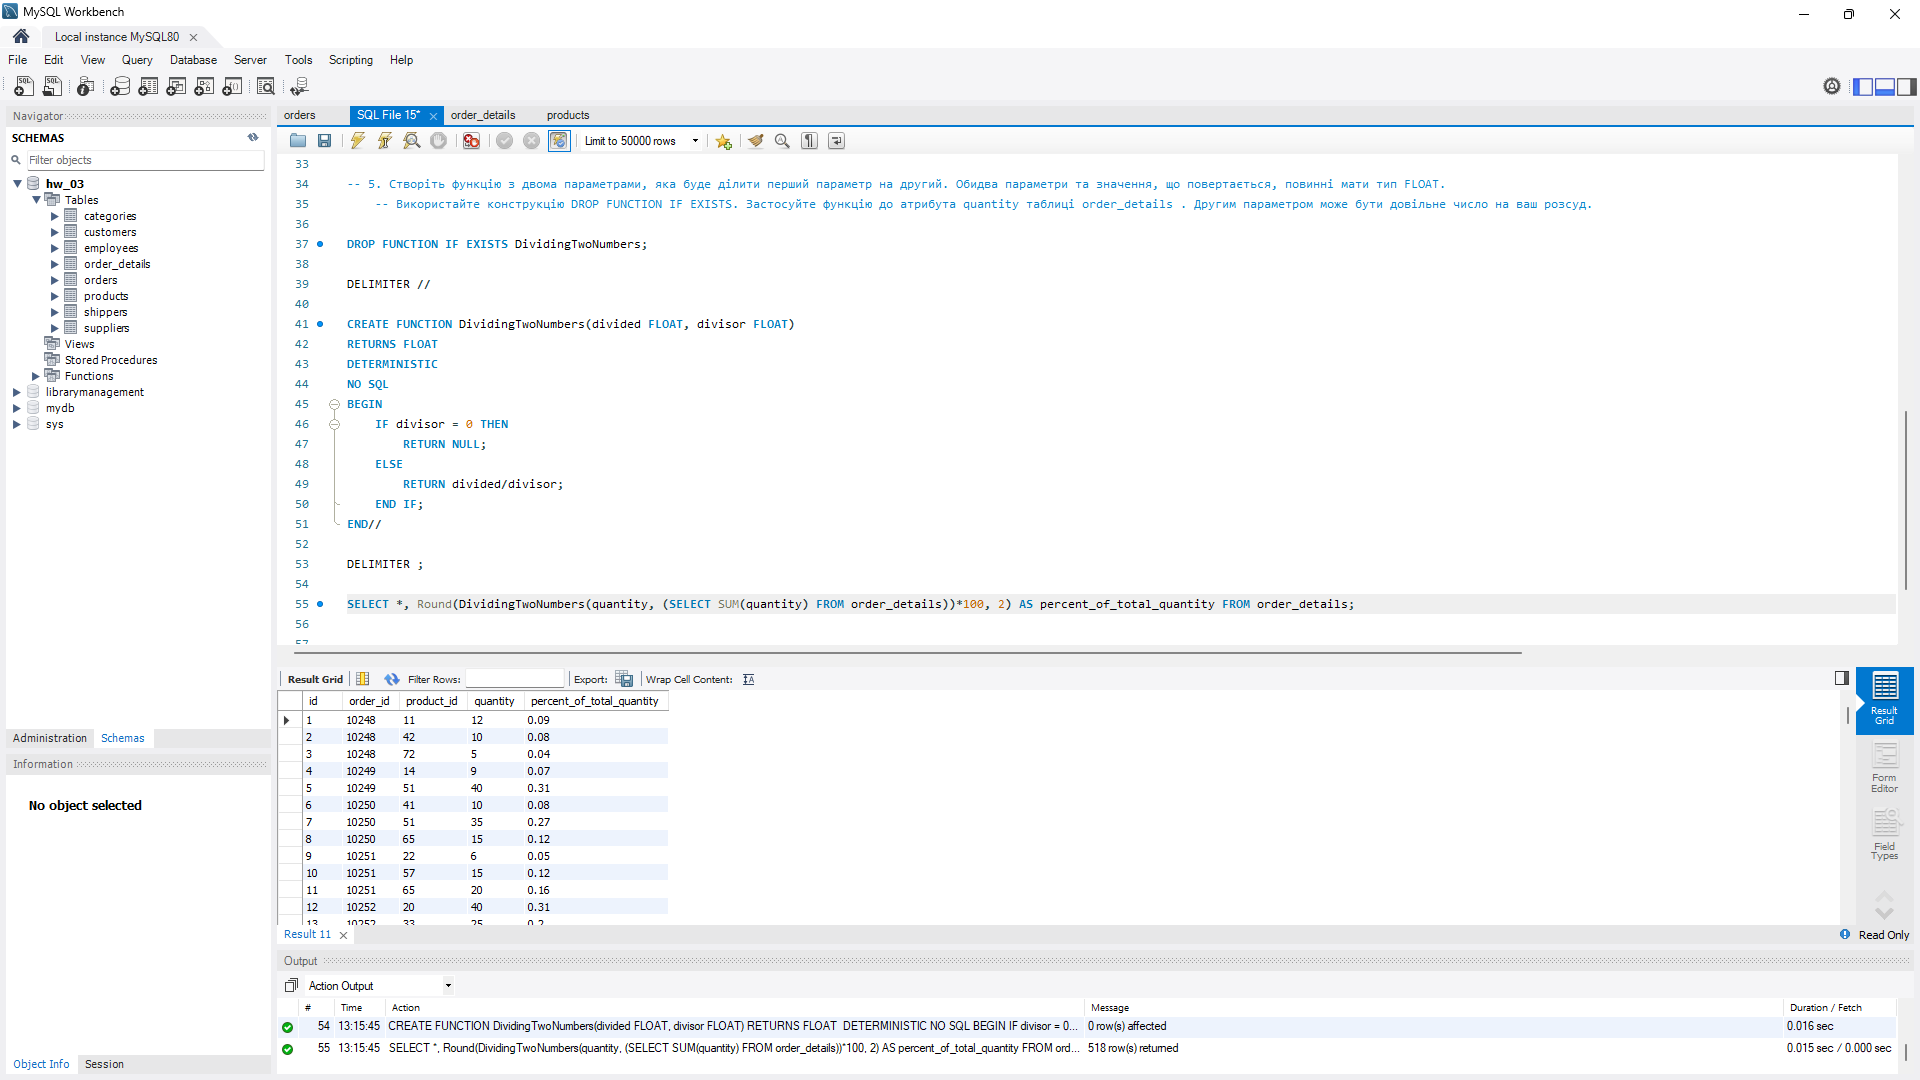 MySQL Workbench
Local instance MySQL80
File Edit View Query Database Server Tools Scripting Help
Navigator
SCHEMAS
Filter objects
hw_03
Tables
categories
customers
employees
order_details
orders
products
shippers
suppliers
Views
Stored Procedures
Functions
librarymanagement
mydb
sys
Administration Schemas
Information
No object selected
Object Info Session
orders SQL File 15* order_details products
Limit to 50000 rows
33
34 -- 5. Створіть функцію з двома параметрами, яка буде ділити перший параметр на другий. Обидва параметри та значення, що повертається, повинні мати тип FLOAT.
35 -- Використайте конструкцію DROP FUNCTION IF EXISTS. Застосуйте функцію до атрибута quantity таблиці order_details . Другим параметром може бути довільне число на ваш розсуд.
36
37 DROP FUNCTION IF EXISTS DividingTwoNumbers;
38
39 DELIMITER //
40
41 CREATE FUNCTION DividingTwoNumbers(divided FLOAT, divisor FLOAT)
42 RETURNS FLOAT
43 DETERMINISTIC
44 NO SQL
45 BEGIN
46 IF divisor = 0 THEN
47 RETURN NULL;
48 ELSE
49 RETURN divided/divisor;
50 END IF;
51 END//
52
53 DELIMITER ;
54
55 SELECT *, Round(DividingTwoNumbers(quantity, (SELECT SUM(quantity) FROM order_details))*100, 2) AS percent_of_total_quantity FROM order_details;
56
57
Result Grid Filter Rows: Export: Wrap Cell Content:
id order_id product_id quantity percent_of_total_quantity
1 10248 11 12 0.09
2 10248 42 10 0.08
3 10248 72 5 0.04
4 10249 14 9 0.07
5 10249 51 40 0.31
6 10250 41 10 0.08
7 10250 51 35 0.27
8 10250 65 15 0.12
9 10251 22 6 0.05
10 10251 57 15 0.12
11 10251 65 20 0.16
12 10252 20 40 0.31
13 10252 33 25 0.2
Result
Grid
Form
Editor
Field
Types
Result 11
Read Only
Output
Action Output
# Time Action Message Duration / Fetch
54 13:15:45 CREATE FUNCTION DividingTwoNumbers(divided FLOAT, divisor FLOAT) RETURNS FLOAT DETERMINISTIC NO SQL BEGIN IF divisor = 0... 0 row(s) affected 0.016 sec
55 13:15:45 SELECT *, Round(DividingTwoNumbers(quantity, (SELECT SUM(quantity) FROM order_details))*100, 2) AS percent_of_total_quantity FROM ord... 518 row(s) returned 0.015 sec / 0.000 sec